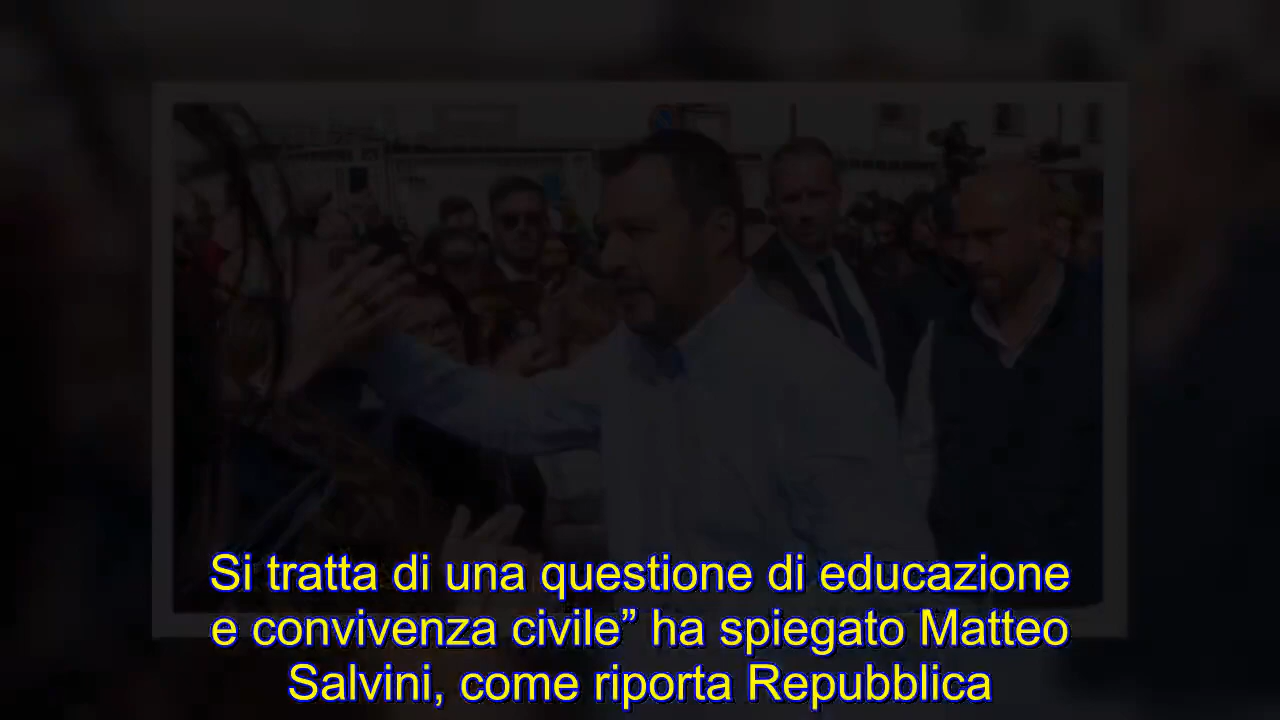 Si tratta di una questione di educazione
e convivenza civile” ha spiegato Matteo
Salvini, come riporta Repubblica